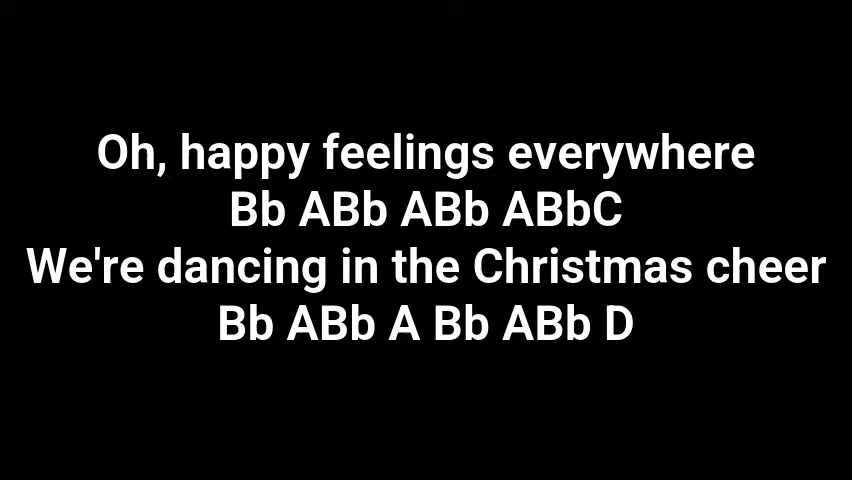 Oh, happy feelings everywhere
Bb ABb ABb ABbC
We're dancing in the Christmas cheer
Bb ABb A Bb ABb D